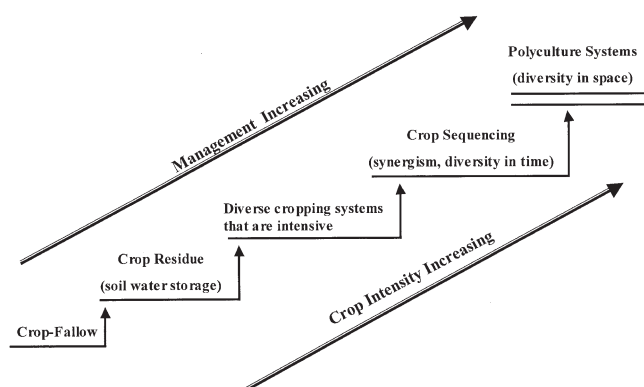 Polyculture Systems
(diversity in space)
Management Increasing
Crop Sequencing
(synergism, diversity in time)
Diverse cropping systems
that are intensive
Crop Residue
(soil water storage)
Crop Intensity Increasing
Crop-Fallow